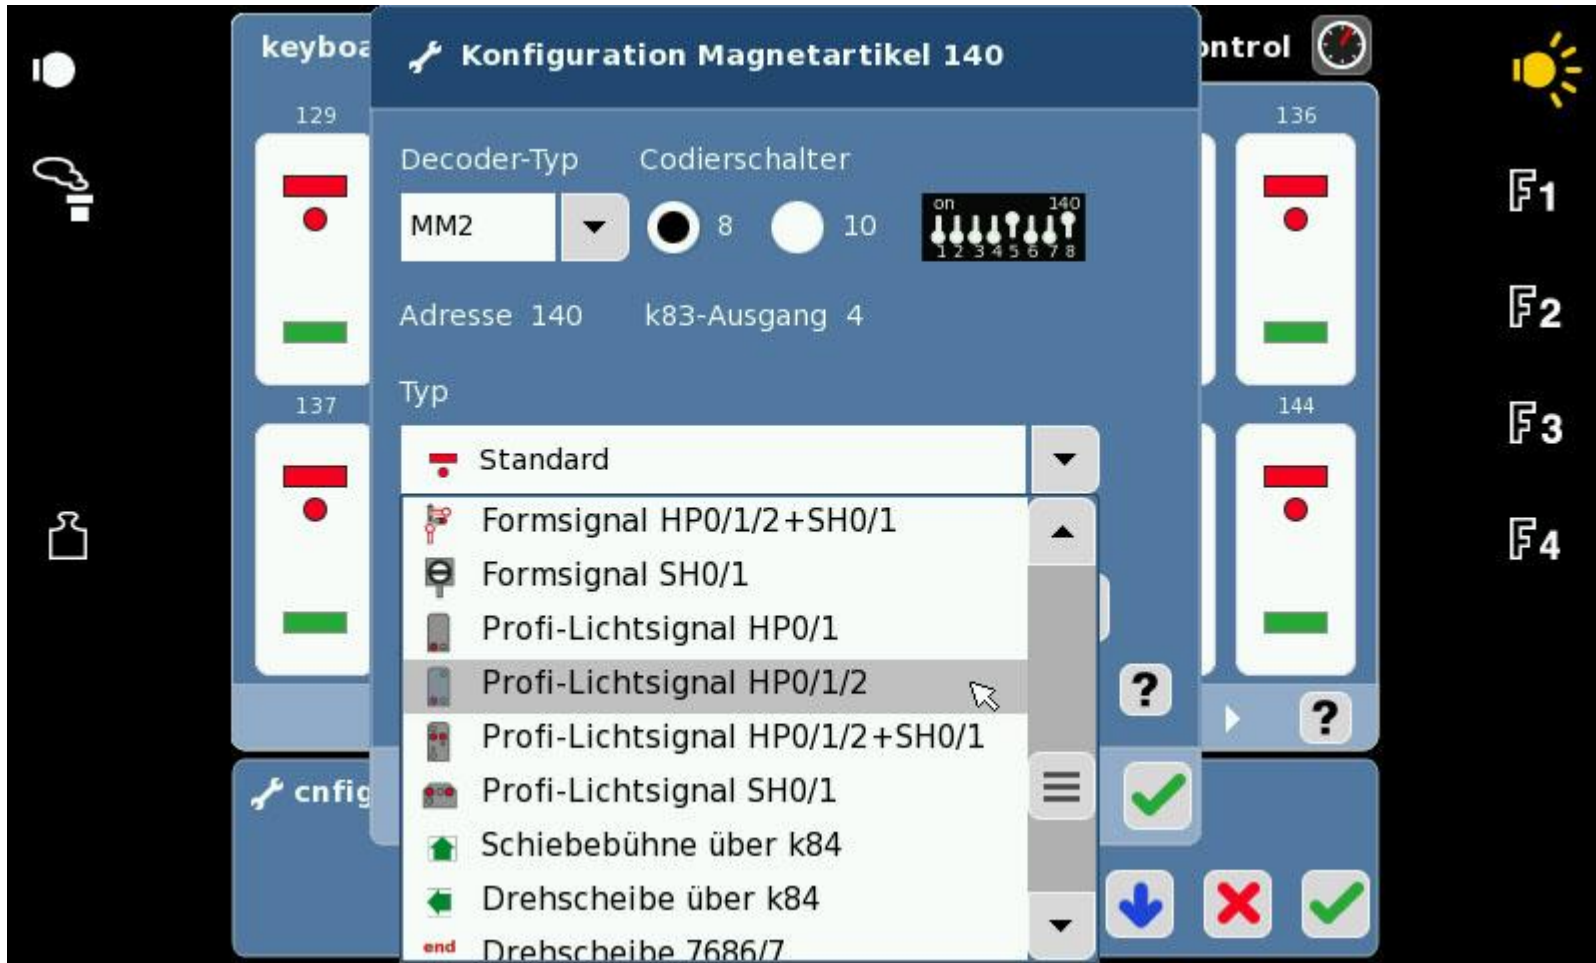 keyboa
Konfiguration Magnetartikel 140
ontrol
129
136
Decoder-Typ
Codierschalter
MM2
8
10
on 140
1 2 3 4 5 6 7 8
F1
F2
F3
F4
Adresse 140
k83-Ausgang 4
Typ
137
144
Standard
Formsignal HP0/1/2+SH0/1
Formsignal SH0/1
Profi-Lichtsignal HP0/1
Profi-Lichtsignal HP0/1/2
?
?
Profi-Lichtsignal HP0/1/2+SH0/1
cnfig
Profi-Lichtsignal SH0/1
Schiebebühne über k84
Drehscheibe über k84
end Drehscheibe 7686/7